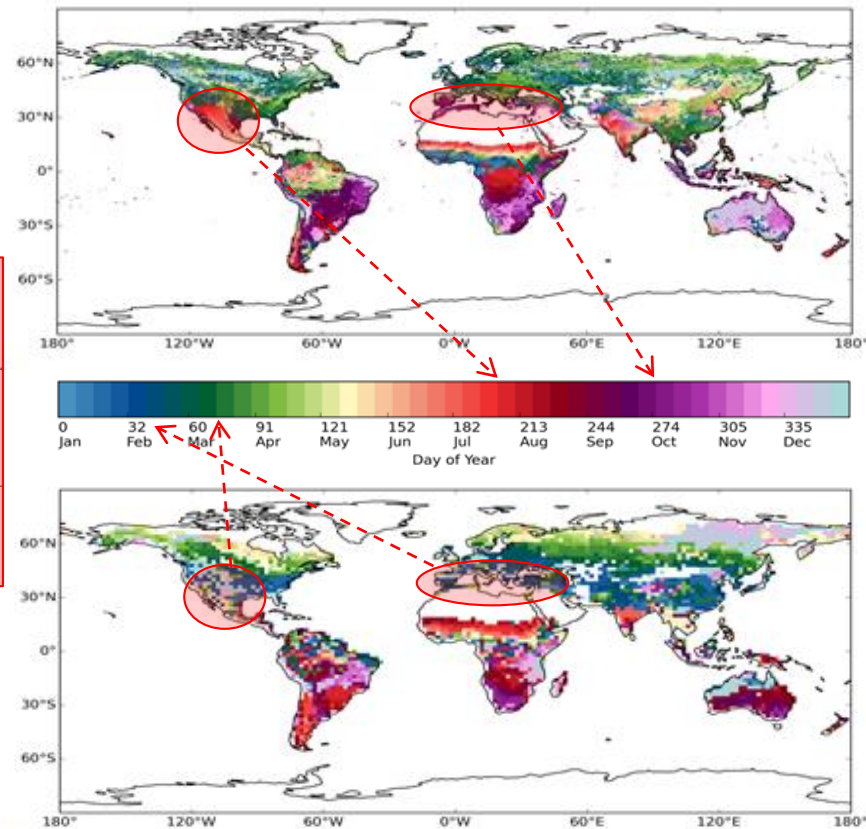 60°N
30°N
0°
30°S
60°S
180° 120°W 60°W 0°W 60°E 120°E 180°
0 32 60 91 121 152 182 213 244 274 305 335
Jan Feb Mar Apr May Jun Jul Aug Sep Oct Nov Dec
Day of Year
60°N
30°N
0°
30°S
60°S
180° 120°W 60°W 0°W 60°E 120°E 180°